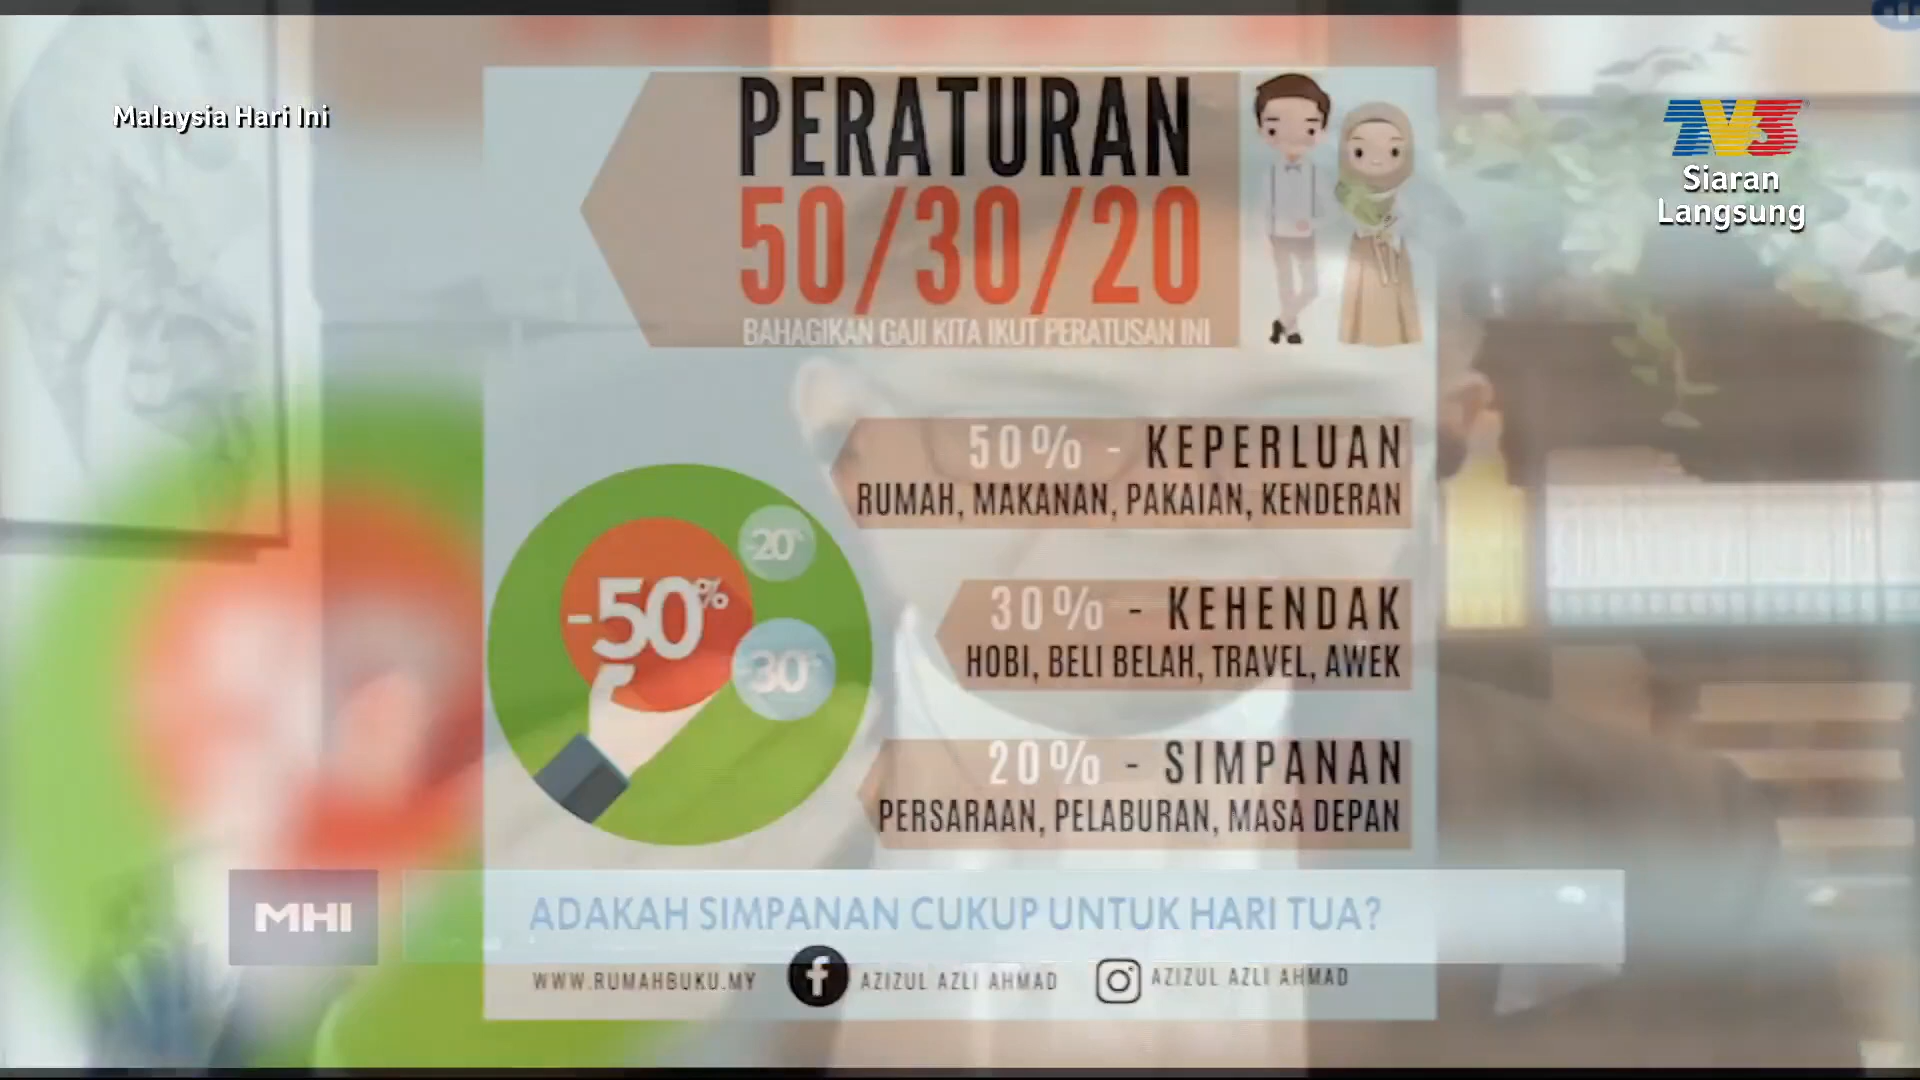 Malaysia Hari Ini
TV3
Siaran
Langsung
PERATURAN
50/30/20
BAHAGIKAN GAJI KITA IKUT PERATUSAN INI
50% - KEPERLUAN
RUMAH, MAKANAN, PAKAIAN, KENDERAN
30% - KEHENDAK
HOBI, BELI BELAH, TRAVEL, AWEK
20% - SIMPANAN
PERSARAAN, PELABURAN, MASA DEPAN
-50%
-20%
-30%
MHI
ADAKAH SIMPANAN CUKUP UNTUK HARI TUA?
WWW.RUMAHBUKU.MY
AZIZUL AZLI AHMAD
AZIZUL AZLI AHMAD